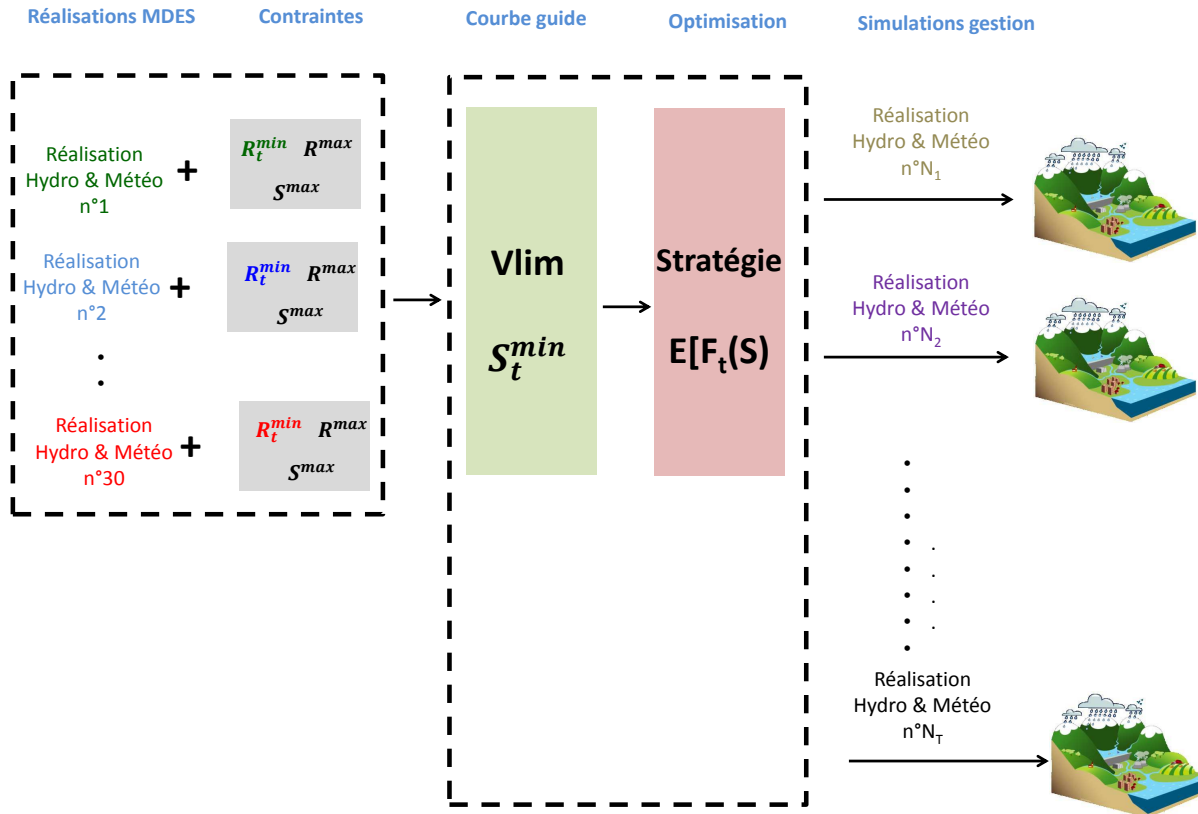 Réalisations MDES
Contraintes
Courbe guide
Optimisation
Simulations gestion
Réalisation
Hydro & Météo
n°1
+
R_t^{min} R^{max}
S^{max}
Réalisation
Hydro & Météo
n°2
+
R_t^{min} R^{max}
S^{max}
Réalisation
Hydro & Météo
n°30
+
R_t^{min} R^{max}
S^{max}
Vlim
S_t^{min}
Stratégie
E[F_t(S)
Réalisation
Hydro & Météo
n°N_1
Réalisation
Hydro & Météo
n°N_2
Réalisation
Hydro & Météo
n°N_T